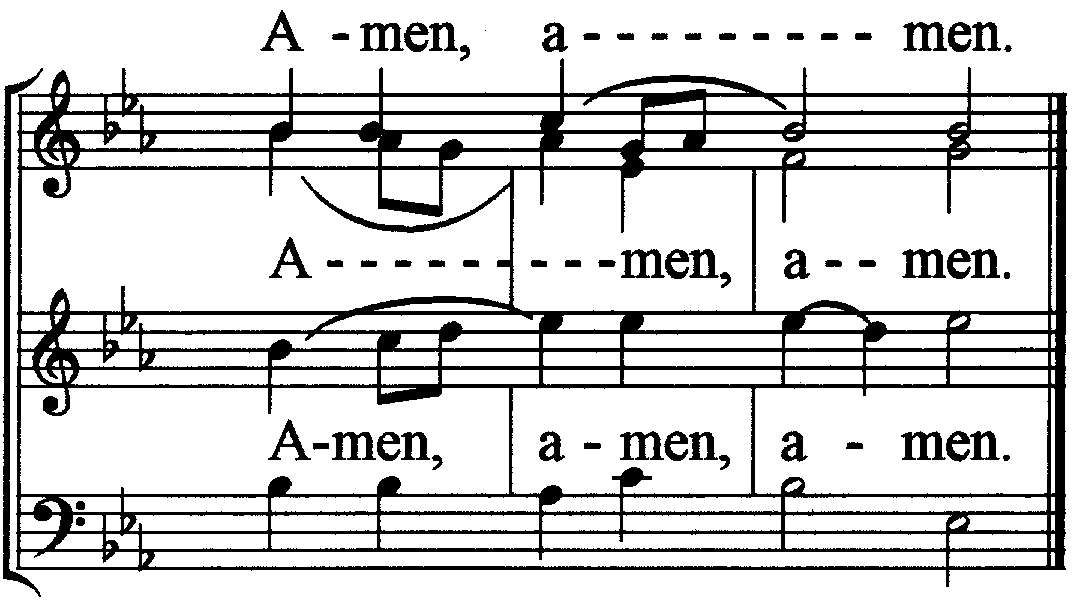 A - men, a - - - - - - - - - men.
A - - - - - - - - - men, a - - men.
A-men, a - men, a - men.